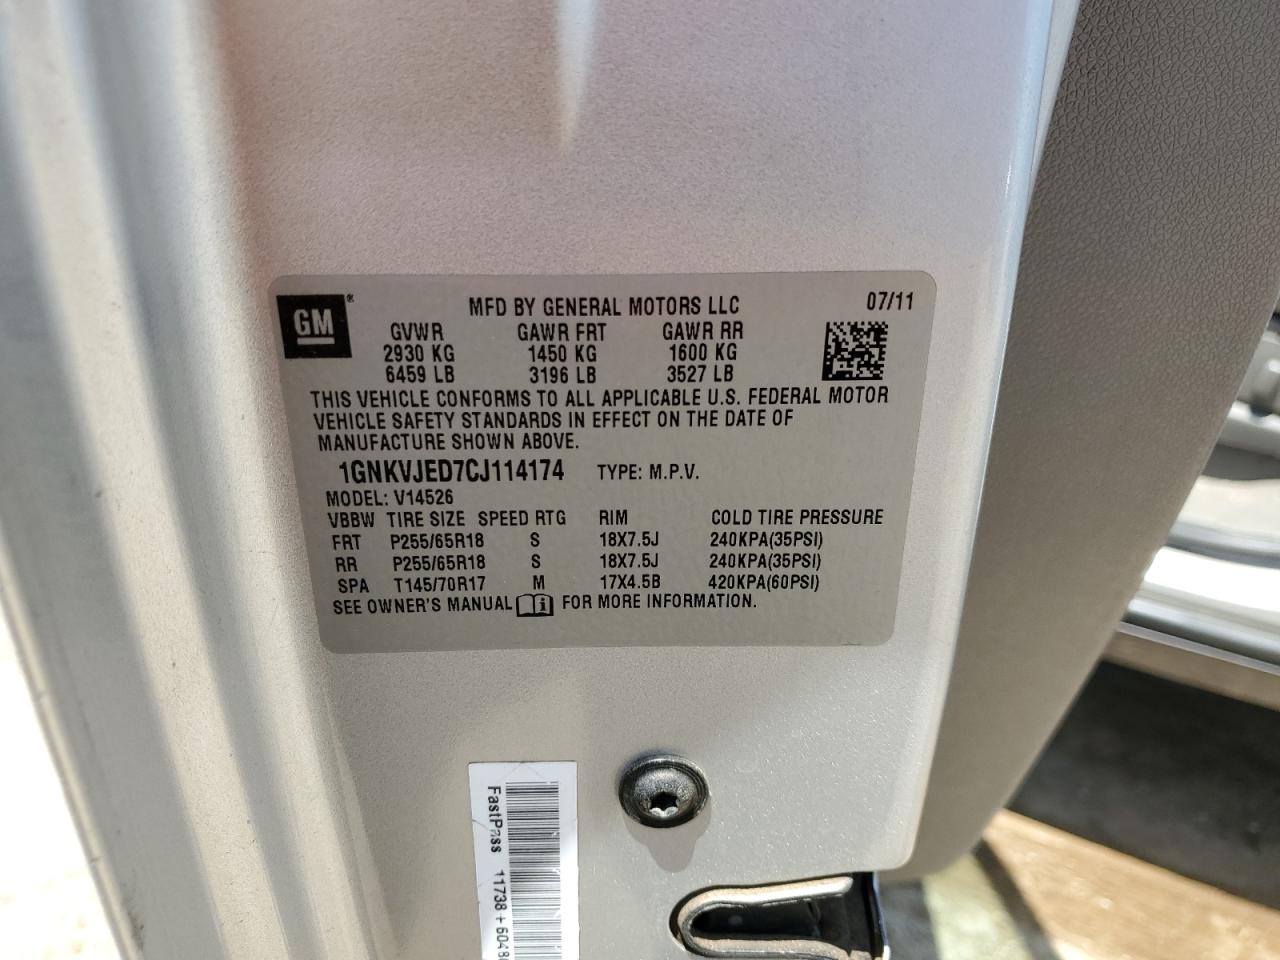 GM®
MFD BY GENERAL MOTORS LLC 07/11
GVWR GAWR FRT GAWR RR
2930 KG 1450 KG 1600 KG
6459 LB 3196 LB 3527 LB
THIS VEHICLE CONFORMS TO ALL APPLICABLE U.S. FEDERAL MOTOR
VEHICLE SAFETY STANDARDS IN EFFECT ON THE DATE OF
MANUFACTURE SHOWN ABOVE.
1GNKVJED7CJ114174 TYPE: M.P.V.
MODEL: V14526
VBBW TIRE SIZE SPEED RTG RIM COLD TIRE PRESSURE
FRT P255/65R18 S 18X7.5J 240KPA(35PSI)
RR P255/65R18 S 18X7.5J 240KPA(35PSI)
SPA T145/70R17 M 17X4.5B 420KPA(60PSI)
SEE OWNER'S MANUAL i FOR MORE INFORMATION.
FastPass 11738 +